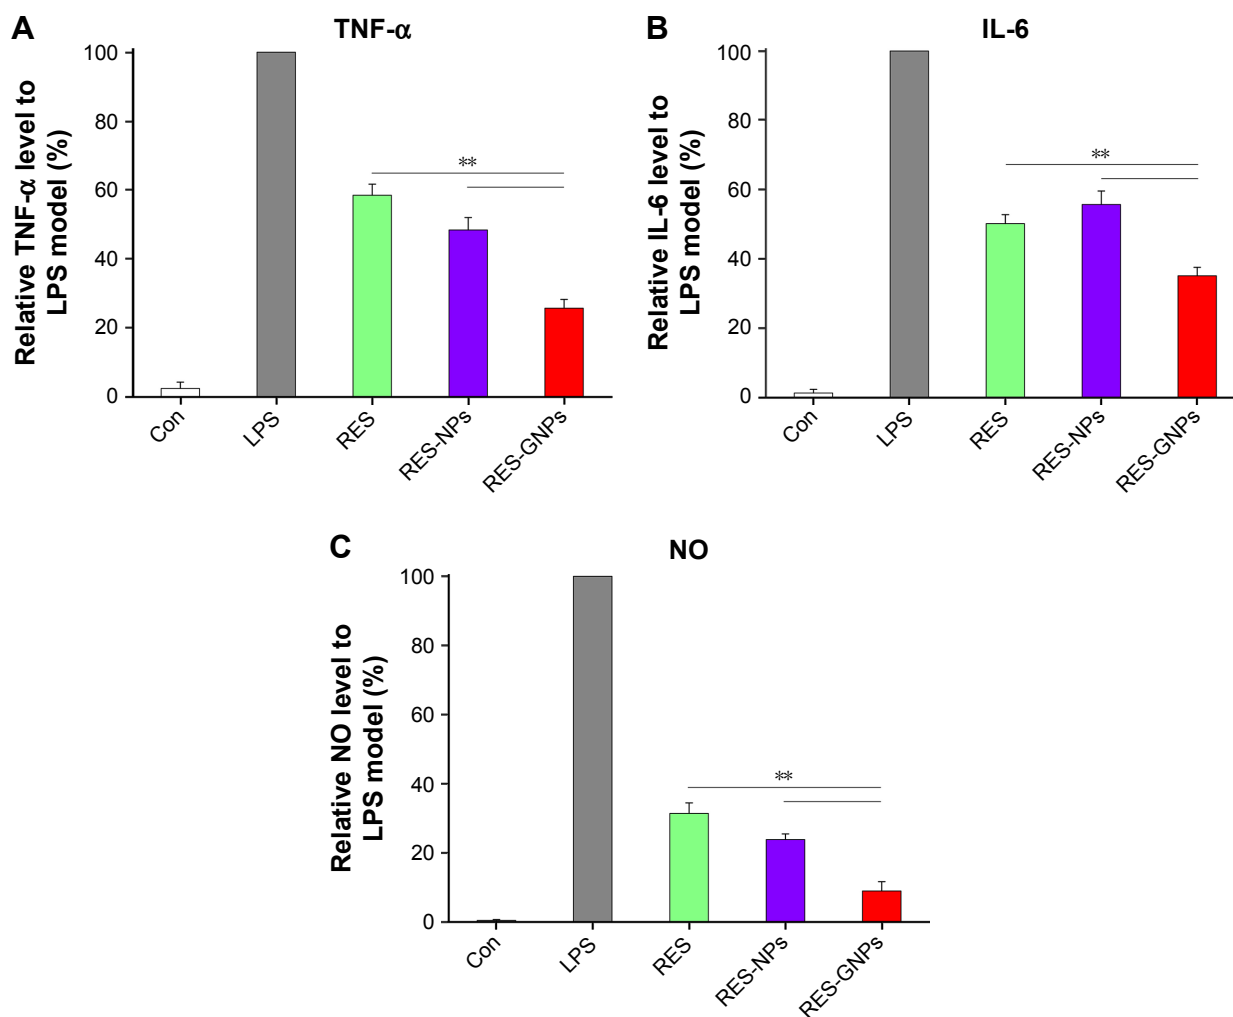 A
TNF-α
Relative TNF-α level to
LPS model (%)
100
80
60
40
20
0
**
Con
LPS
RES
RES-NPs
RES-GNPs
B
IL-6
Relative IL-6 level to
LPS model (%)
100
80
60
40
20
0
**
Con
LPS
RES
RES-NPs
RES-GNPs
C
NO
Relative NO level to
LPS model (%)
100
80
60
40
20
0
**
Con
LPS
RES
RES-NPs
RES-GNPs